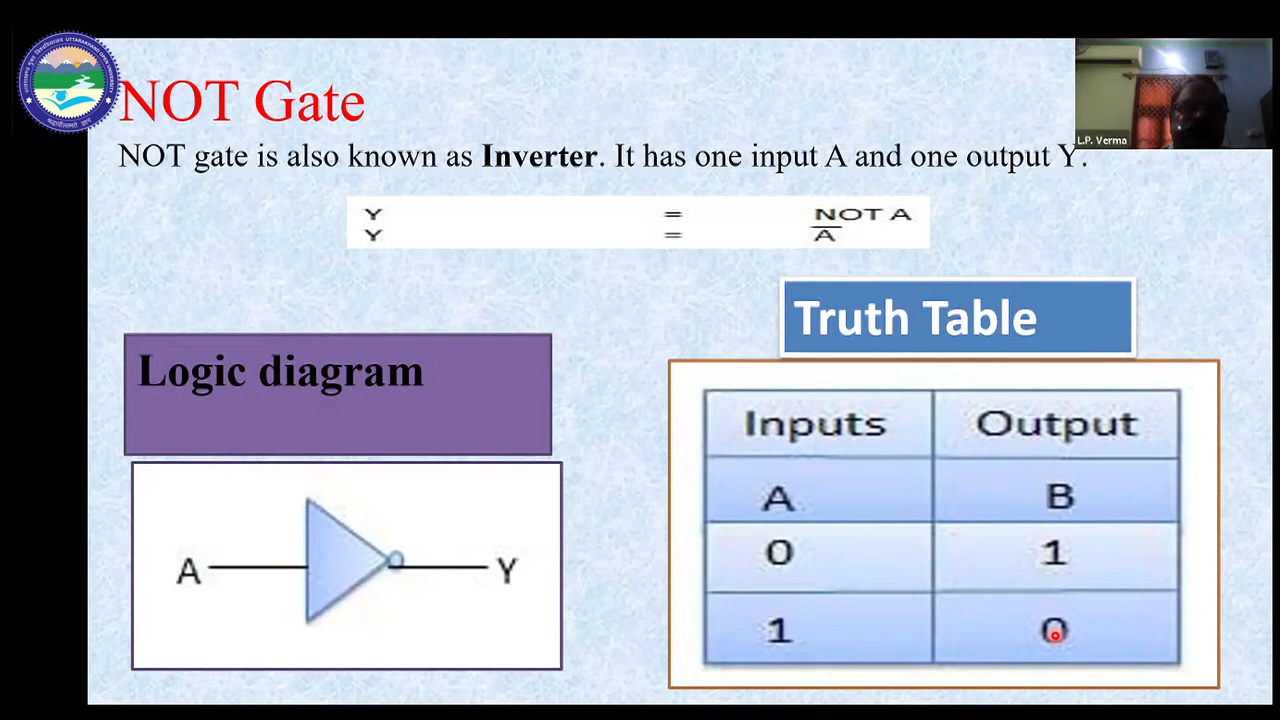 NOT Gate
NOT gate is also known as Inverter. It has one input A and one output Y.
L.P. Verma
Y = NOT A
Y = A̅
Truth Table
Logic diagram
Inputs Output
A B
0 1
1 0
A Y